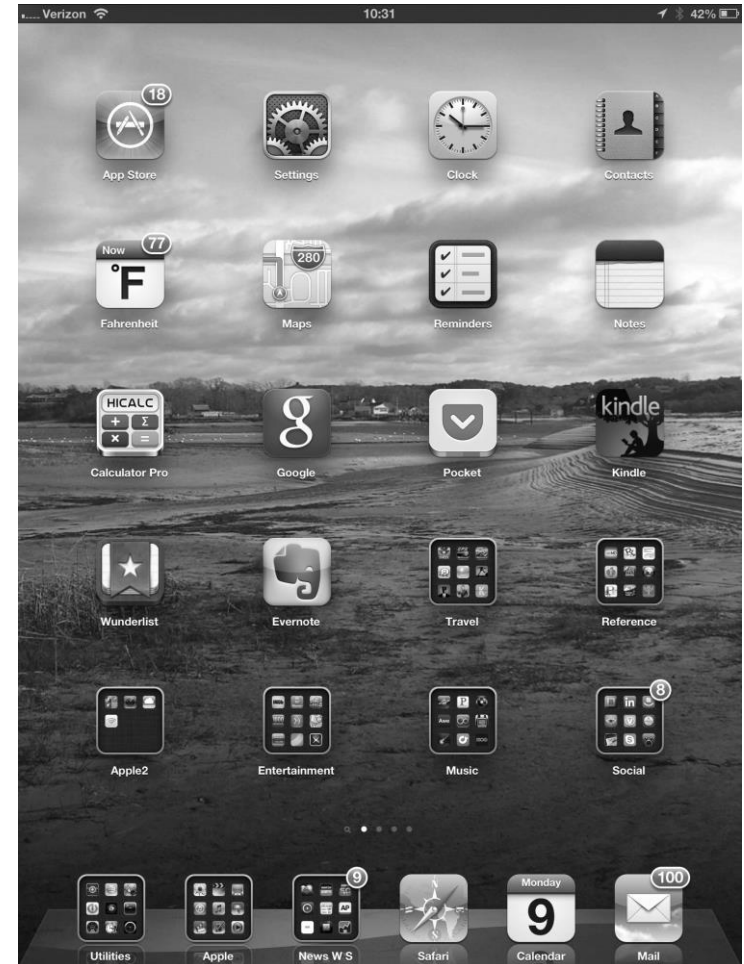 Verizon 10:31 42%
18
App Store Settings Clock Contacts
Now 77 280
°F
Fahrenheit Maps Reminders Notes
HICALC kindle
+ Σ g
× =
Calculator Pro Google Pocket Kindle
Wunderlist Evernote Travel Reference
8
in
P
Apple2 Entertainment Music Social
9 Monday 100
AP 9
N
Utilities Apple News W S Safari Calendar Mail